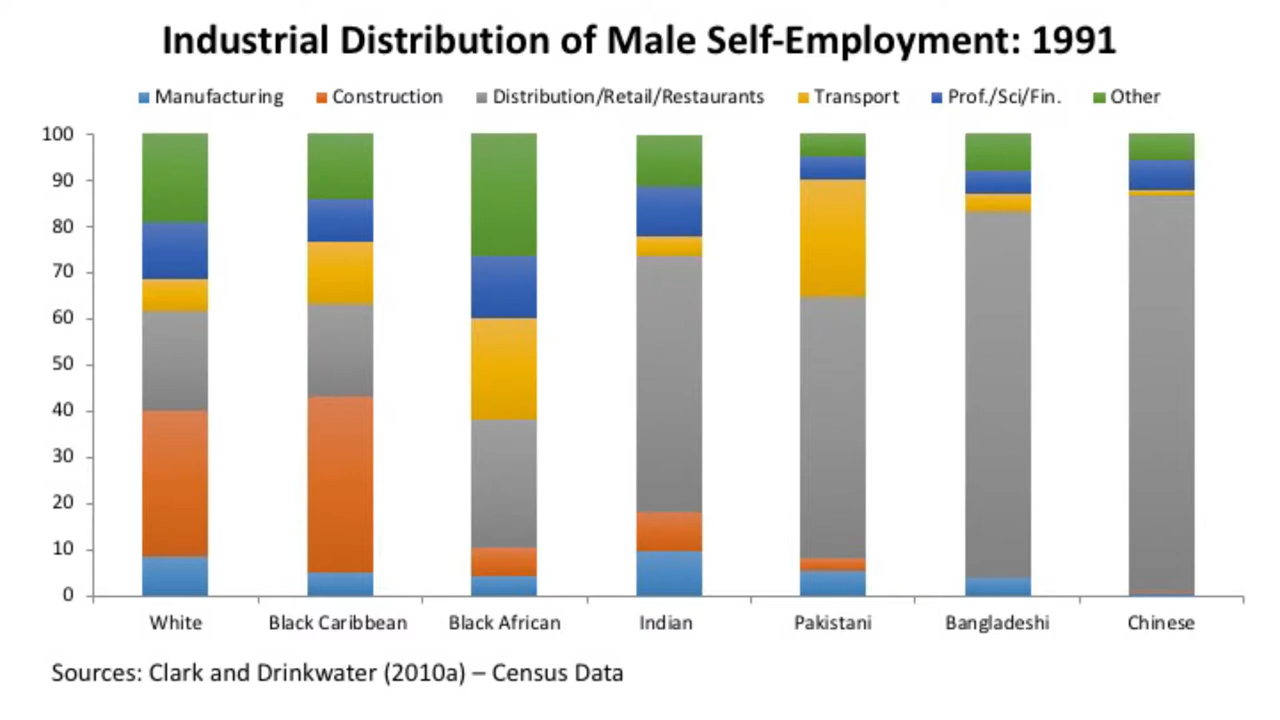 Industrial Distribution of Male Self-Employment: 1991
Manufacturing Construction Distribution/Retail/Restaurants Transport Prof./Sci/Fin. Other
100
90
80
70
60
50
40
30
20
10
0
White Black Caribbean Black African Indian Pakistani Bangladeshi Chinese
Sources: Clark and Drinkwater (2010a) – Census Data